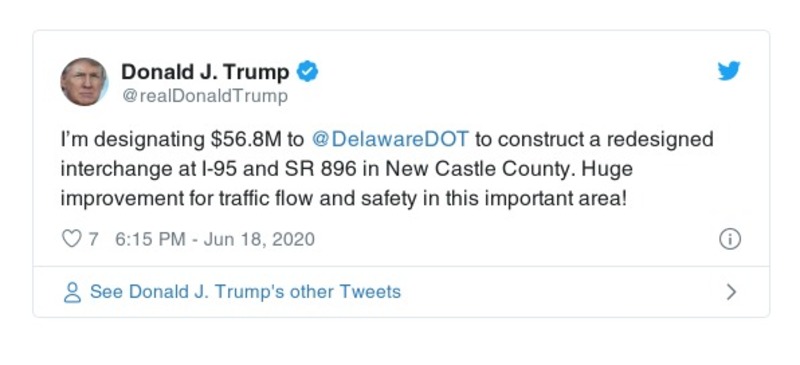 Donald J. Trump
@realDonaldTrump
I'm designating $56.8M to @DelawareDOT to construct a redesigned
interchange at I-95 and SR 896 in New Castle County. Huge
improvement for traffic flow and safety in this important area!
7 6:15 PM - Jun 18, 2020
See Donald J. Trump's other Tweets